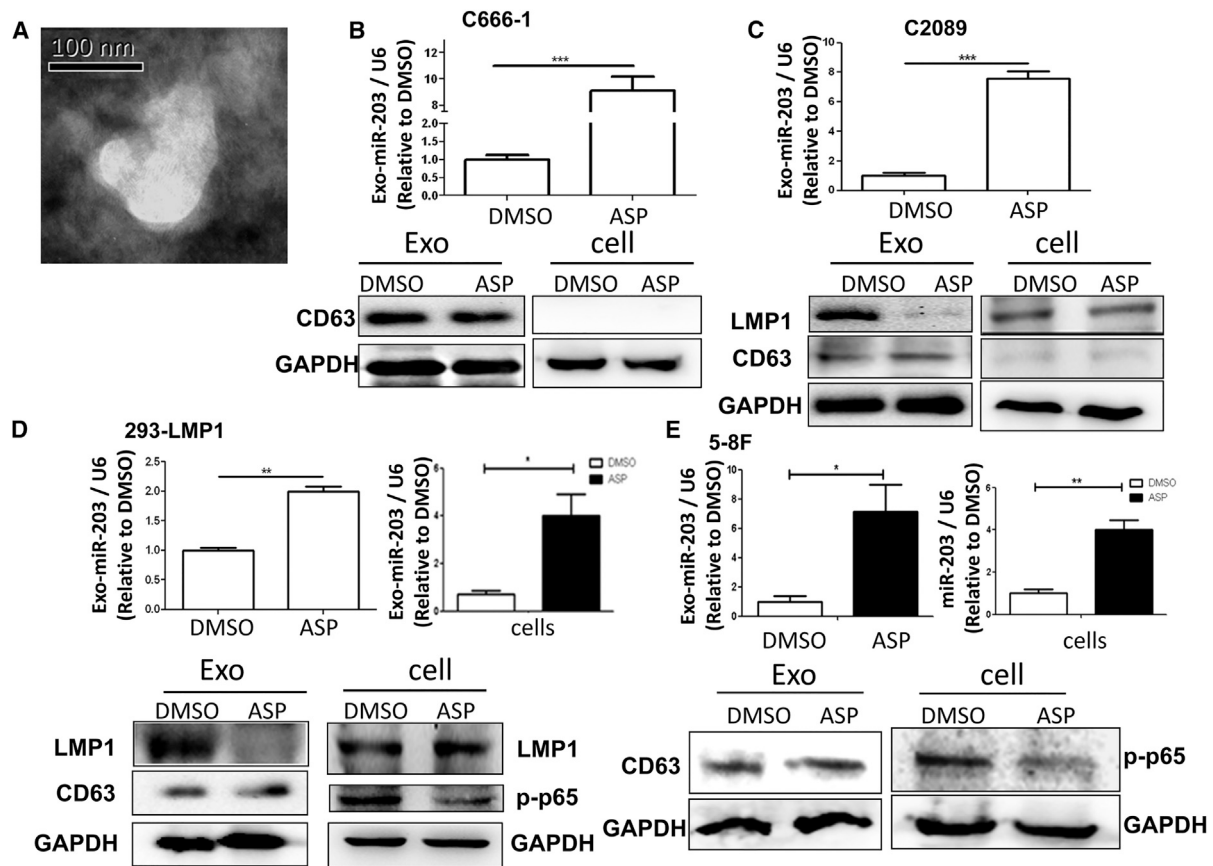 A
100 nm
B
C666-1
Exo-miR-203 / U6
(Relative to DMSO)
12
10
8
6
2.0
1.5
1.0
0.5
0.0
***
DMSO
ASP
Exo
cell
DMSO
ASP
DMSO
ASP
CD63
GAPDH
C
C2089
Exo-miR-203 / U6
(Relative to DMSO)
10
8
6
4
2
0
***
DMSO
ASP
Exo
cell
DMSO
ASP
DMSO
ASP
LMP1
CD63
GAPDH
D
293-LMP1
Exo-miR-203 / U6
(Relative to DMSO)
2.5
2.0
1.5
1.0
0.5
0.0
**
DMSO
ASP
Exo-miR-203 / U6
(Relative to DMSO)
6
4
2
0
*
DMSO
ASP
cells
Exo
cell
DMSO
ASP
DMSO
ASP
LMP1
LMP1
CD63
p-p65
GAPDH
GAPDH
E
5-8F
Exo-miR-203 / U6
(Relative to DMSO)
10
8
6
4
2
0
*
DMSO
ASP
miR-203 / U6
(Relative to DMSO)
6
4
2
0
**
DMSO
ASP
cells
Exo
cell
DMSO
ASP
DMSO
ASP
CD63
p-p65
GAPDH
GAPDH